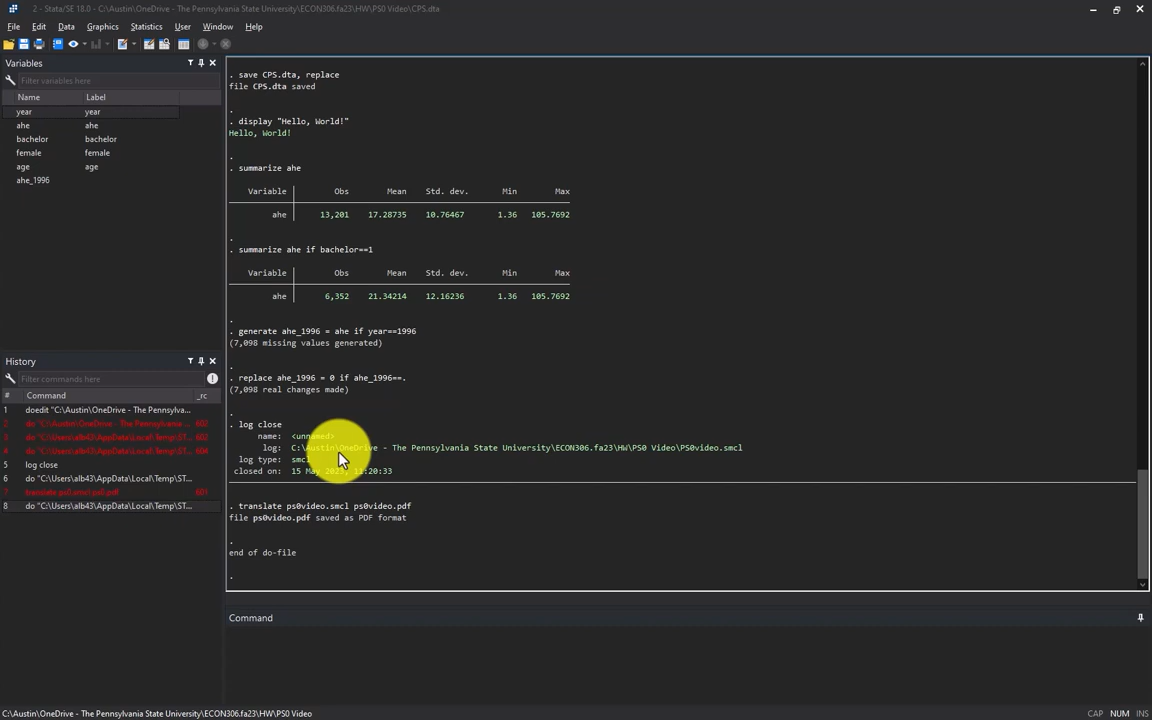 2 - Stata/SE 18.0 - C:\Austin\OneDrive - The Pennsylvania State University\ECON306.fa23\HW\PS0 Video\CPS.dta
File Edit Data Graphics Statistics User Window Help
Variables
Filter variables here
Name Label
year year
ahe ahe
bachelor bachelor
female female
age age
ahe_1996
History
Filter commands here
# Command _rc
1 doedit "C:\Austin\OneDrive - The Pennsylva...
2 do "C:\Austin\OneDrive - The Pennsylva... 602
3 do "C:\Users\alb43\AppData\Local\Temp\ST... 602
4 do "C:\Users\alb43\AppData\Local\Temp\ST... 604
5 log close
6 do "C:\Users\alb43\AppData\Local\Temp\ST...
7 translate ps0.smcl ps0.pdf 601
8 do "C:\Users\alb43\AppData\Local\Temp\ST...
. save CPS.dta, replace
file CPS.dta saved
.
. display "Hello, World!"
Hello, World!
.
. summarize ahe
Variable Obs Mean Std. dev. Min Max
ahe 13,201 17.28735 10.76467 1.36 105.7692
.
. summarize ahe if bachelor==1
Variable Obs Mean Std. dev. Min Max
ahe 6,352 21.34214 12.16236 1.36 105.7692
.
. generate ahe_1996 = ahe if year==1996
(7,098 missing values generated)
.
. replace ahe_1996 = 0 if ahe_1996==.
(7,098 real changes made)
.
. log close
name: <unnamed>
log: C:\Austin\OneDrive - The Pennsylvania State University\ECON306.fa23\HW\PS0 Video\PS0video.smcl
log type: smcl
closed on: 15 May 2023, 11:20:33
. translate ps0video.smcl ps0video.pdf
file ps0video.pdf saved as PDF format
.
end of do-file
.
Command
C:\Austin\OneDrive - The Pennsylvania State University\ECON306.fa23\HW\PS0 Video
CAP NUM INS